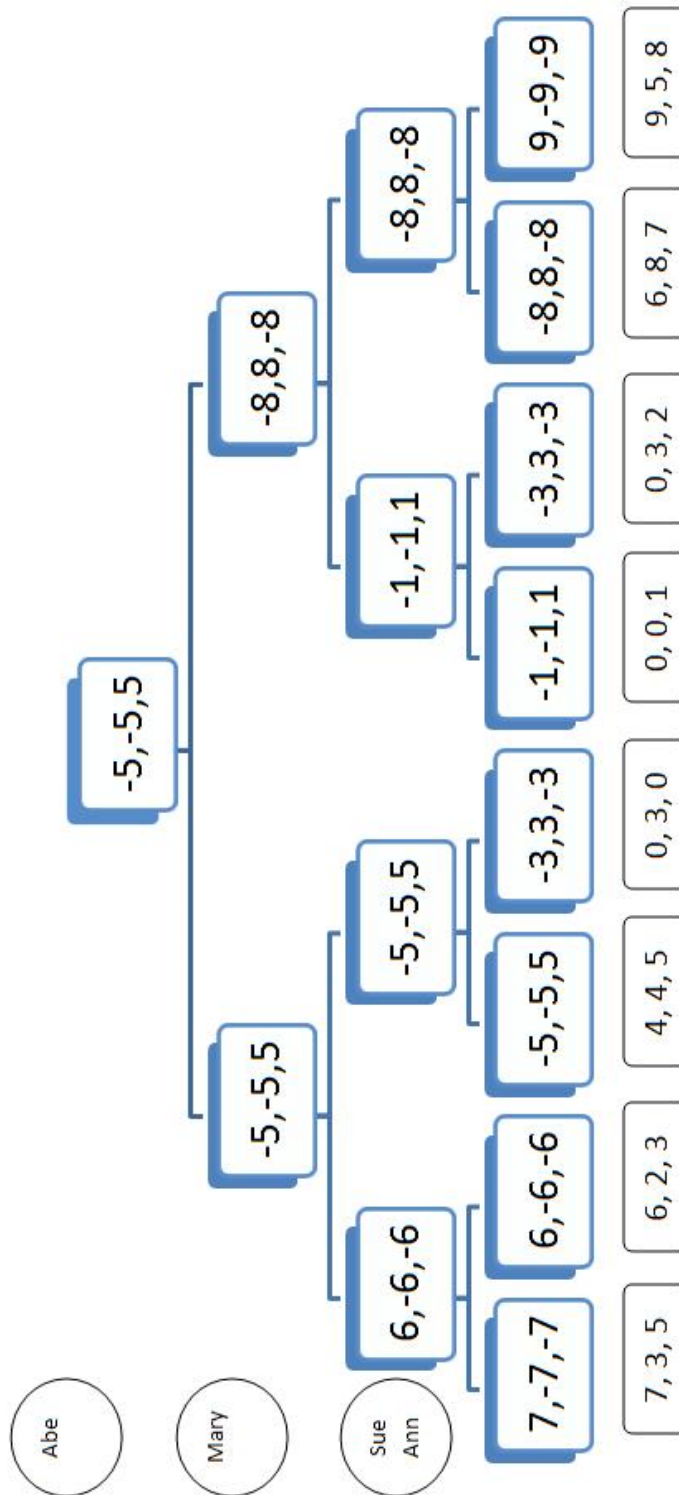 Abe
-5,-5,5
Mary
-5,-5,5
-8,8,-8
Sue
Ann
6,-6,-6
-5,-5,5
-1,-1,1
-8,8,-8
7,-7,-7
6,-6,-6
-5,-5,5
-3,3,-3
-1,-1,1
-3,3,-3
-8,8,-8
9,-9,-9
7, 3, 5
6, 2, 3
4, 4, 5
0, 3, 0
0, 0, 1
0, 3, 2
6, 8, 7
9, 5, 8